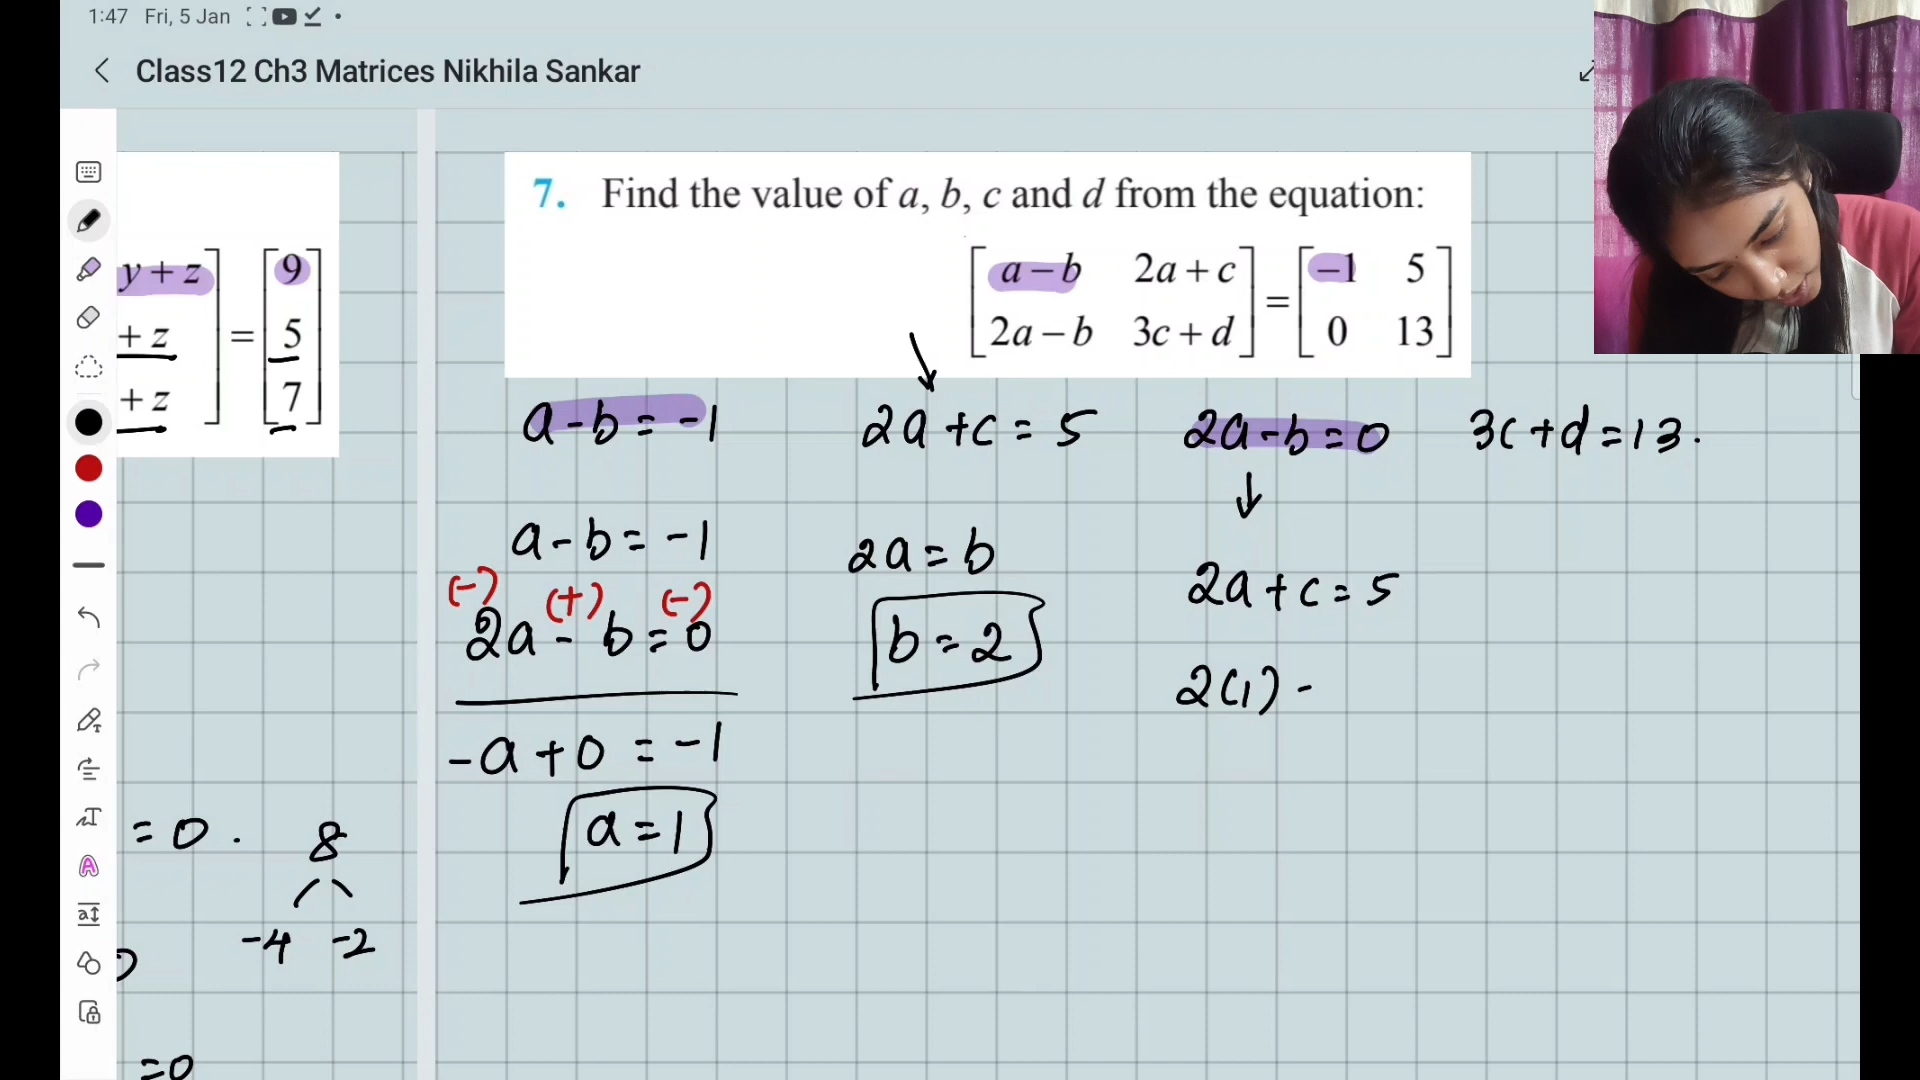 1:47 Fri, 5 Jan
Class12 Ch3 Matrices Nikhila Sankar
y + z
+ z
+ z
=
9
5
7
= 0 .
8
-4 -2
=0
7. Find the value of a, b, c and d from the equation:
[ a – b 2a + c ] = [ –1 5 ]
[ 2a – b 3c + d ] [ 0 13 ]
a-b = -1 2a+c = 5 2a-b = 0 3c+d = 13.
a-b = -1
(-) (+) (-)
2a - b = 0
-a + 0 = -1
a = 1
2a = b
b = 2
2a + c = 5
2(1) -